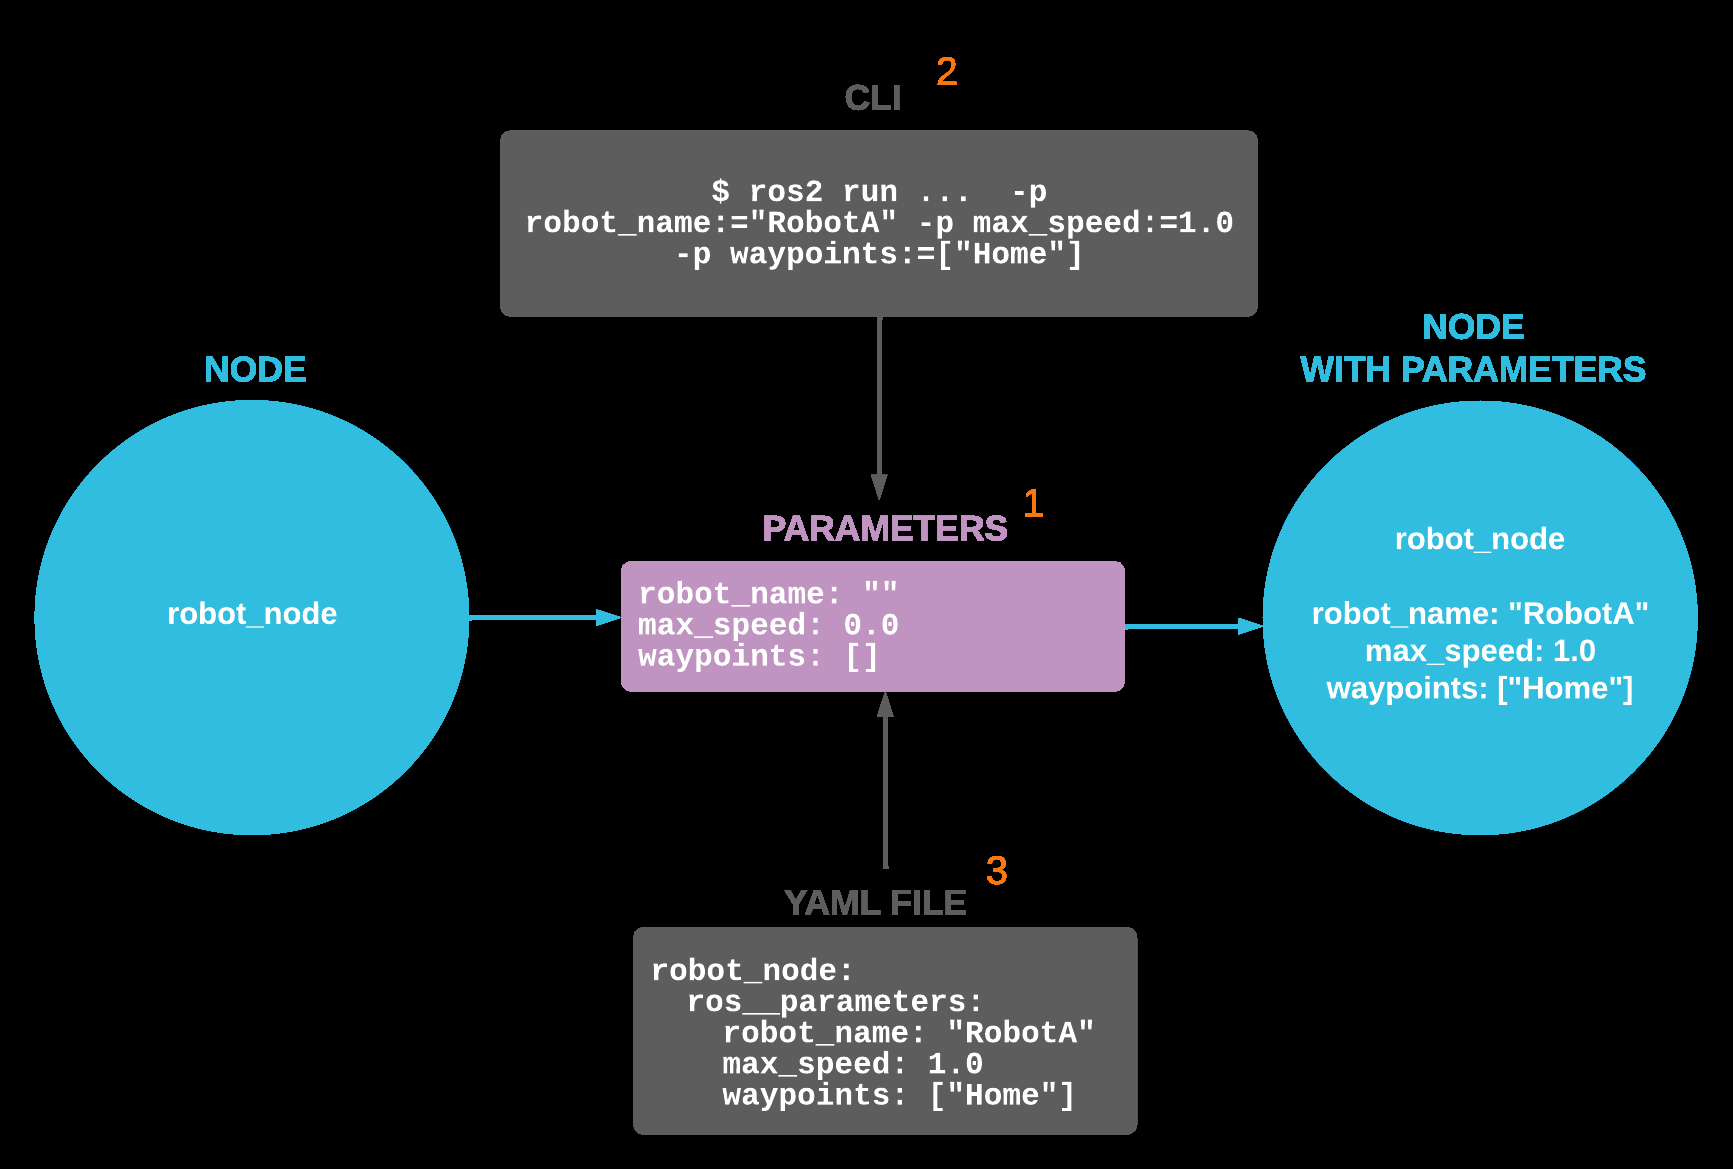 2
CLI
$ ros2 run ...  -p
robot_name:="RobotA" -p max_speed:=1.0
-p waypoints:=["Home"]
NODE
robot_node
1
PARAMETERS
robot_name: ""
max_speed: 0.0
waypoints: []
NODE
WITH PARAMETERS
robot_node
robot_name: "RobotA"
max_speed: 1.0
waypoints: ["Home"]
3
YAML FILE
robot_node:
  ros__parameters:
    robot_name: "RobotA"
    max_speed: 1.0
    waypoints: ["Home"]